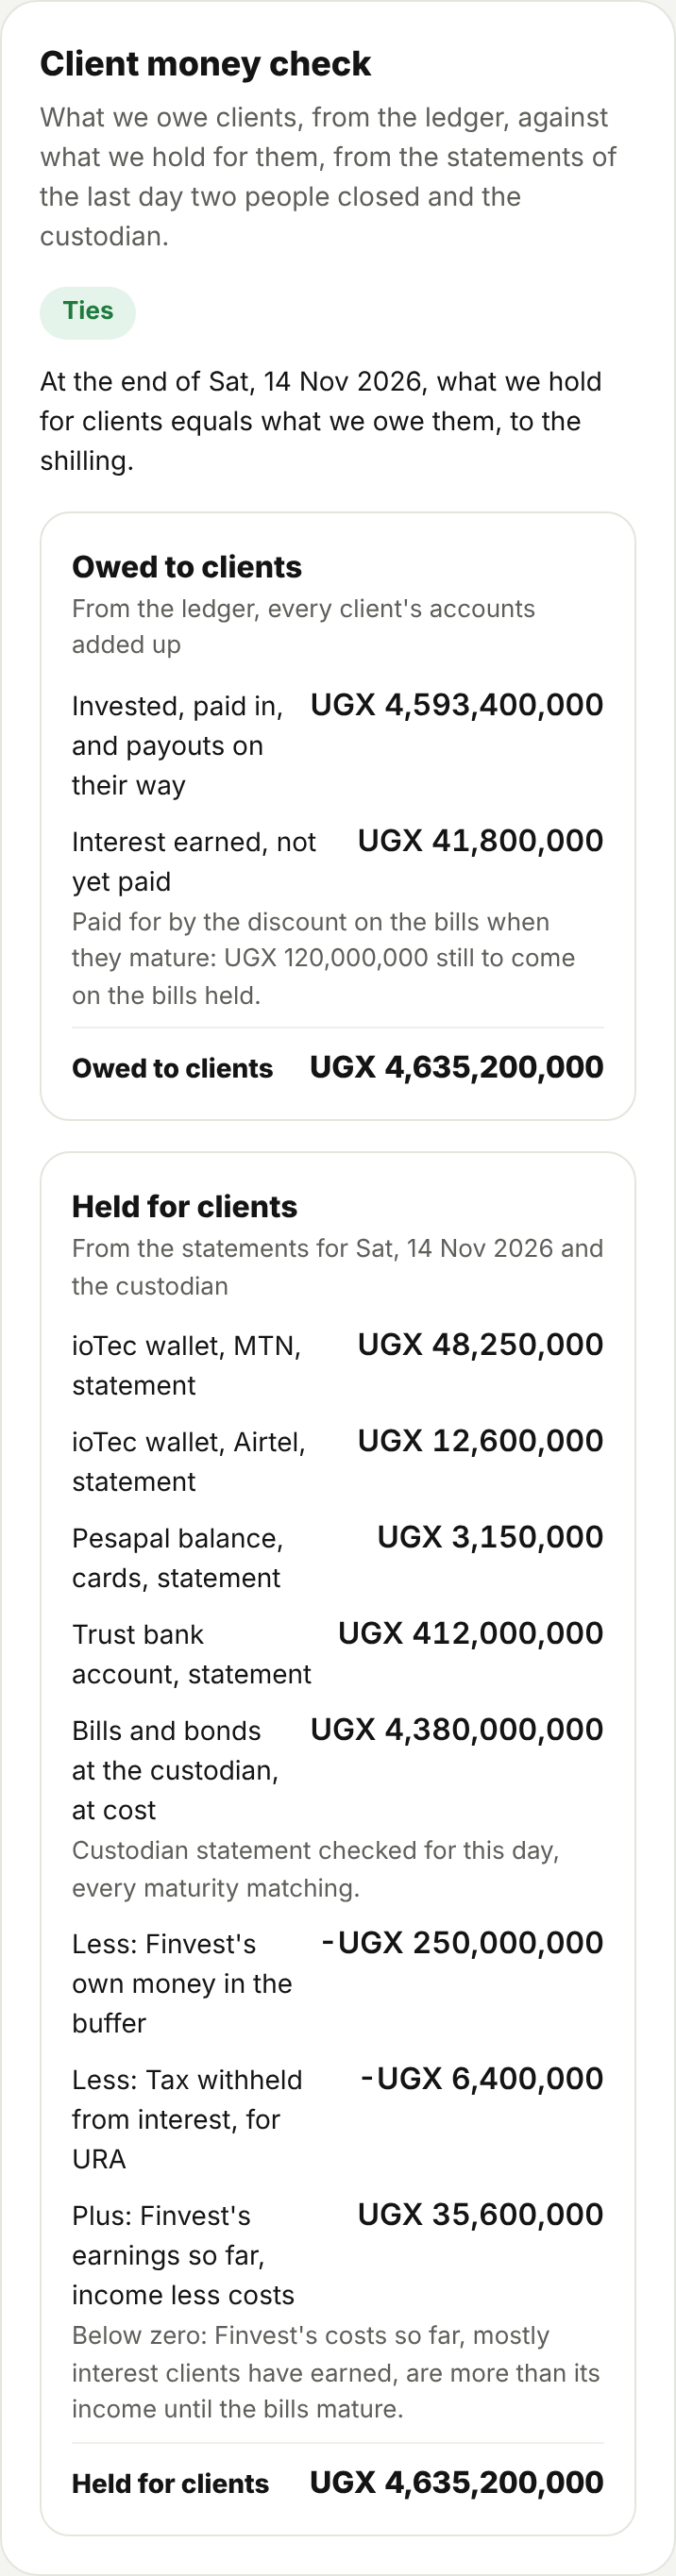 Client money check
What we owe clients, from the ledger, against
what we hold for them, from the statements of
the last day two people closed and the
custodian.
Ties
At the end of Sat, 14 Nov 2026, what we hold
for clients equals what we owe them, to the
shilling.
Owed to clients
From the ledger, every client's accounts
added up
Invested, paid in, UGX 4,593,400,000
and payouts on
their way
Interest earned, not UGX 41,800,000
yet paid
Paid for by the discount on the bills when
they mature: UGX 120,000,000 still to come
on the bills held.
Owed to clients UGX 4,635,200,000
Held for clients
From the statements for Sat, 14 Nov 2026 and
the custodian
ioTec wallet, MTN, UGX 48,250,000
statement
ioTec wallet, Airtel, UGX 12,600,000
statement
Pesapal balance, UGX 3,150,000
cards, statement
Trust bank UGX 412,000,000
account, statement
Bills and bonds UGX 4,380,000,000
at the custodian,
at cost
Custodian statement checked for this day,
every maturity matching.
Less: Finvest's -UGX 250,000,000
own money in the
buffer
Less: Tax withheld -UGX 6,400,000
from interest, for
URA
Plus: Finvest's UGX 35,600,000
earnings so far,
income less costs
Below zero: Finvest's costs so far, mostly
interest clients have earned, are more than its
income until the bills mature.
Held for clients UGX 4,635,200,000